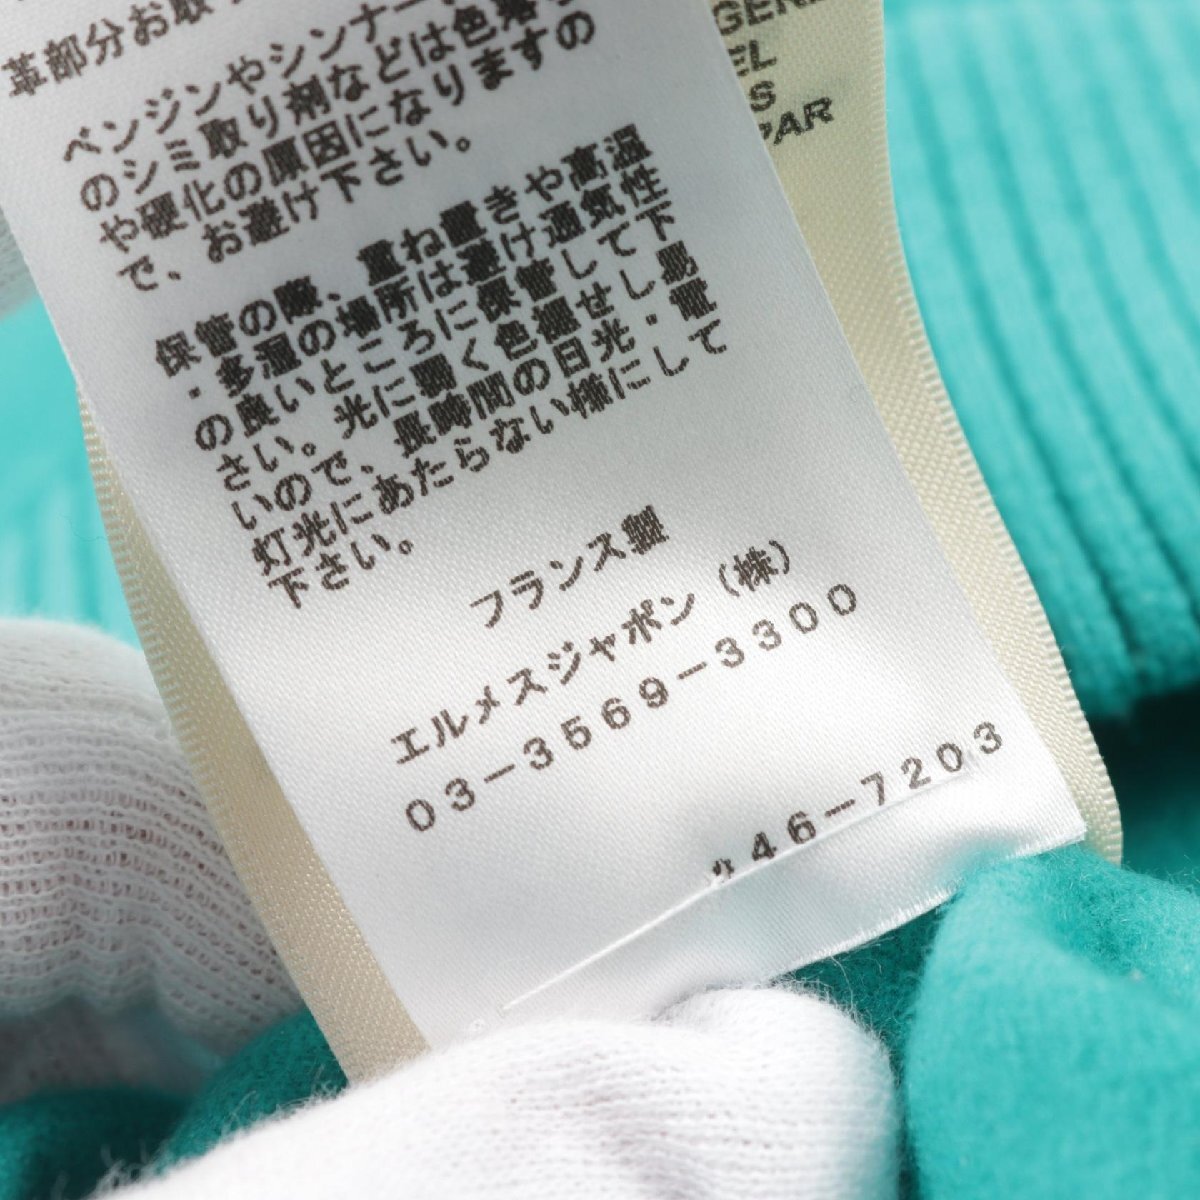 革部分お取
ベンジンやシンナー
のシミ取り剤などは色落
や硬化の原因になりますの
で、お避け下さい。
保管の際、重ね置きや高温
・多湿の場所は避け通気性
の良いところに保管して下
さい。光に弱く色褪せし易
いので、長時間の日光・電
灯光にあたらない様にして
下さい。
フランス製
エルメスジャポン（株）
03－3569－3300
46－7203
EL
S
PAR